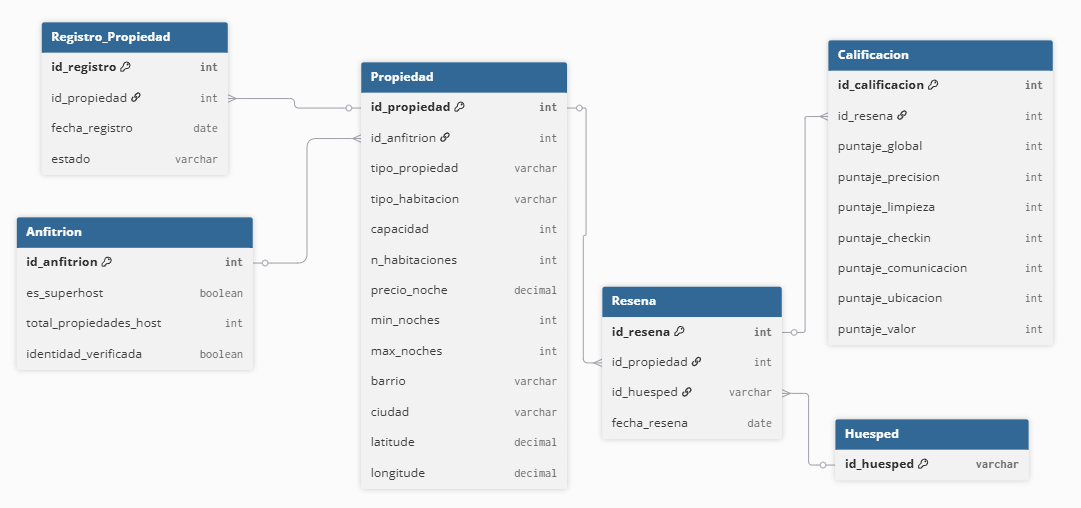 Registro_Propiedad
id_registro int
id_propiedad int
fecha_registro date
estado varchar
Anfitrion
id_anfitrion int
es_superhost boolean
total_propiedades_host int
identidad_verificada boolean
Propiedad
id_propiedad int
id_anfitrion int
tipo_propiedad varchar
tipo_habitacion varchar
capacidad int
n_habitaciones int
precio_noche decimal
min_noches int
max_noches int
barrio varchar
ciudad varchar
latitude decimal
longitude decimal
Resena
id_resena int
id_propiedad int
id_huesped varchar
fecha_resena date
Calificacion
id_calificacion int
id_resena int
puntaje_global int
puntaje_precision int
puntaje_limpieza int
puntaje_checkin int
puntaje_comunicacion int
puntaje_ubicacion int
puntaje_valor int
Huesped
id_huesped varchar